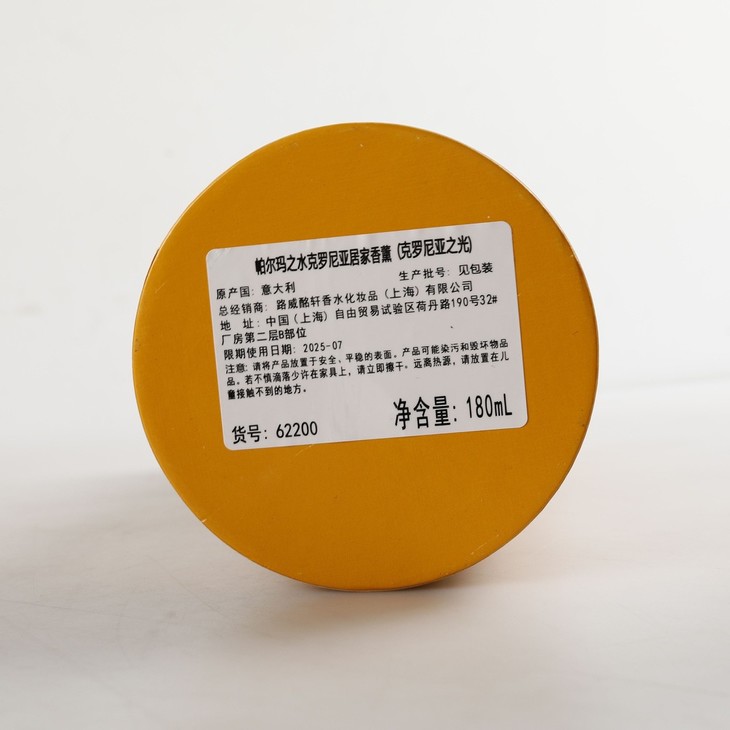 帕尔玛之水克罗尼亚居家香薰 (克罗尼亚之光)
原产国: 意大利 生产批号: 见包装
总经销商: 路威酩轩香水化妆品 (上海) 有限公司
地 址: 中国 (上海) 自由贸易试验区荷丹路190号32#
厂房第二层B部位
限期使用日期: 2025-07
注意: 请将产品放置于安全、平稳的表面。产品可能染污和毁坏物品
品。若不慎滴落少许在家具上, 请立即擦干。远离热源, 请放置在儿
童接触不到的地方。
货号: 62200 净含量: 180mL